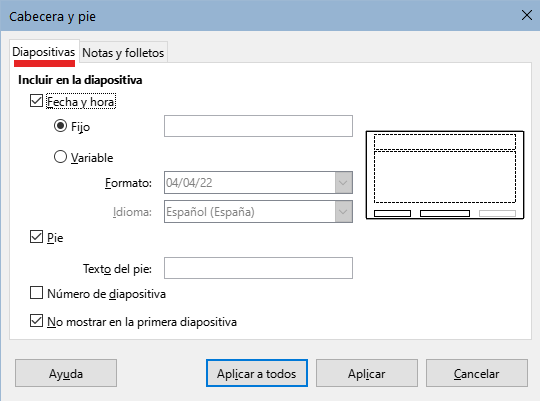 Cabecera y pie
Diapositivas Notas y folletos
Incluir en la diapositiva
Fecha y hora
Fijo
Variable
Formato: 04/04/22
Idioma: Español (España)
Pie
Texto del pie:
Número de diapositiva
No mostrar en la primera diapositiva
Ayuda Aplicar a todos Aplicar Cancelar